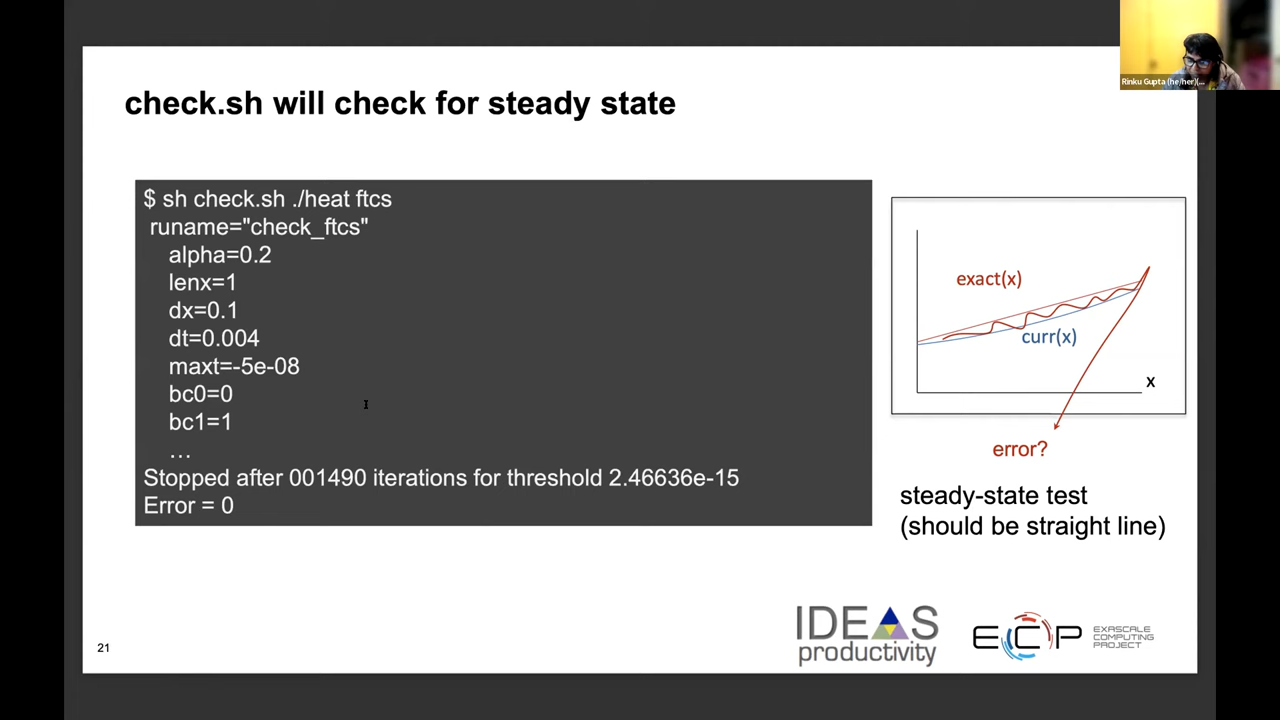 Rinku Gupta (he/her)(...
check.sh will check for steady state
$ sh check.sh ./heat ftcs
runame="check_ftcs"
alpha=0.2
lenx=1
dx=0.1
dt=0.004
maxt=-5e-08
bc0=0
bc1=1
...
Stopped after 001490 iterations for threshold 2.46636e-15
Error = 0
exact(x)
curr(x)
x
error?
steady-state test
(should be straight line)
IDEAS
productivity
ECP
EXASCALE
COMPUTING
PROJECT
21